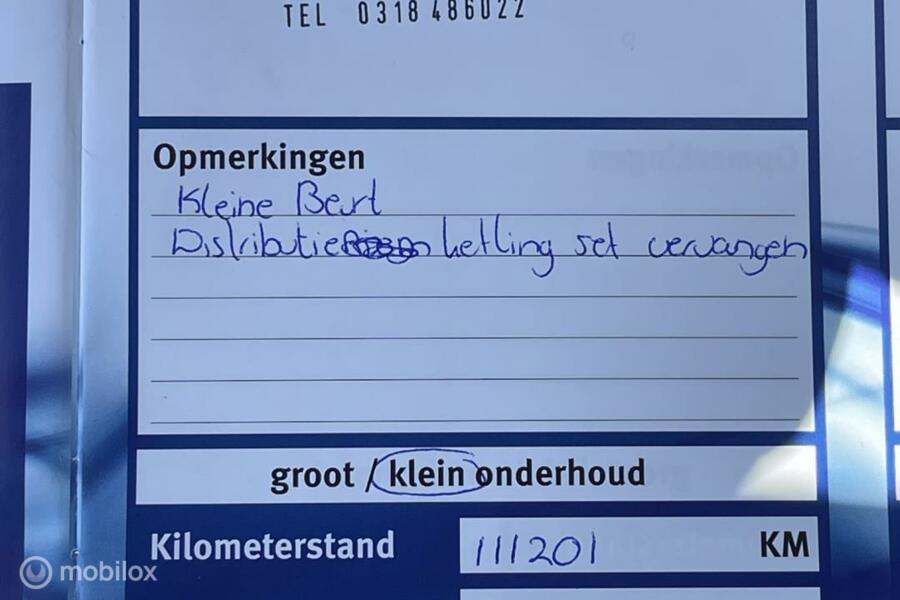 TEL 0318 486022
Opmerkingen
Kleine Beurt
Distributie ketting set vervangen
groot / klein onderhoud
Kilometerstand 111201 KM
mobilox